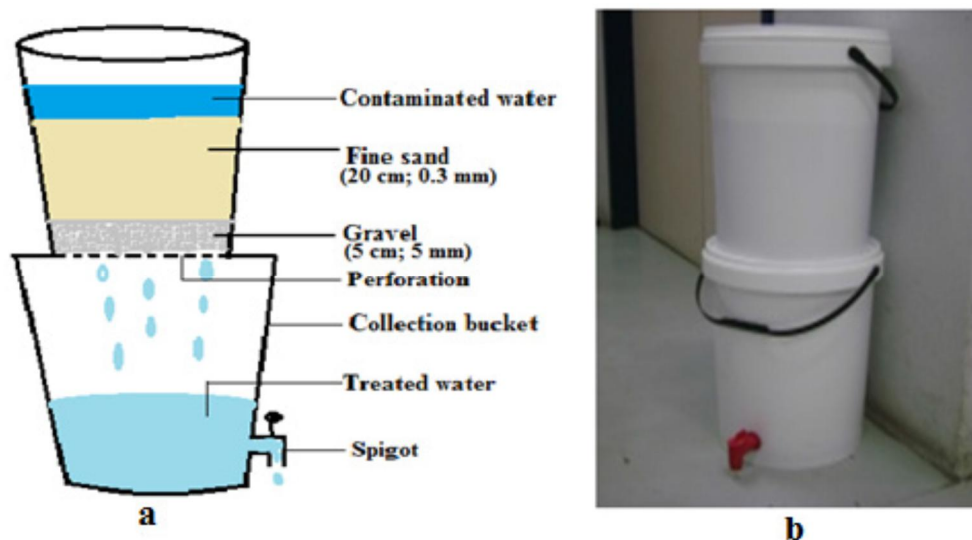 Contaminated water
Fine sand
(20 cm; 0.3 mm)
Gravel
(5 cm; 5 mm)
Perforation
Collection bucket
Treated water
Spigot
a
b